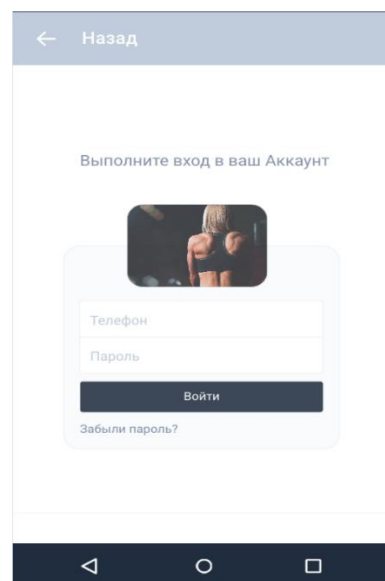 Назад
Выполните вход в ваш Аккаунт
Телефон
Пароль
Войти
Забыли пароль?